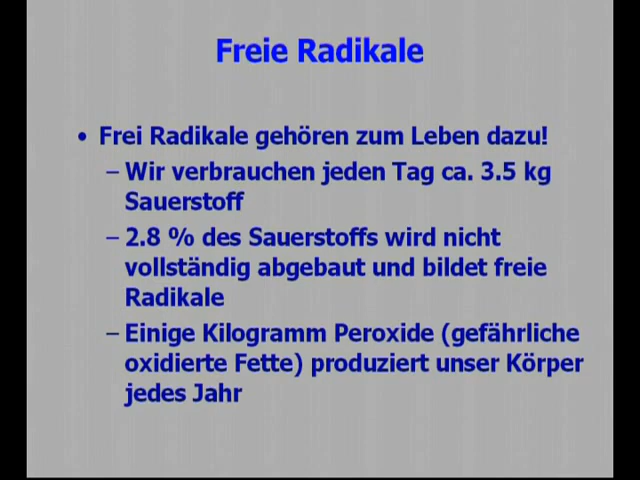 Freie Radikale
• Frei Radikale gehören zum Leben dazu!
– Wir verbrauchen jeden Tag ca. 3.5 kg
Sauerstoff
– 2.8 % des Sauerstoffs wird nicht
vollständig abgebaut und bildet freie
Radikale
– Einige Kilogramm Peroxide (gefährliche
oxidierte Fette) produziert unser Körper
jedes Jahr